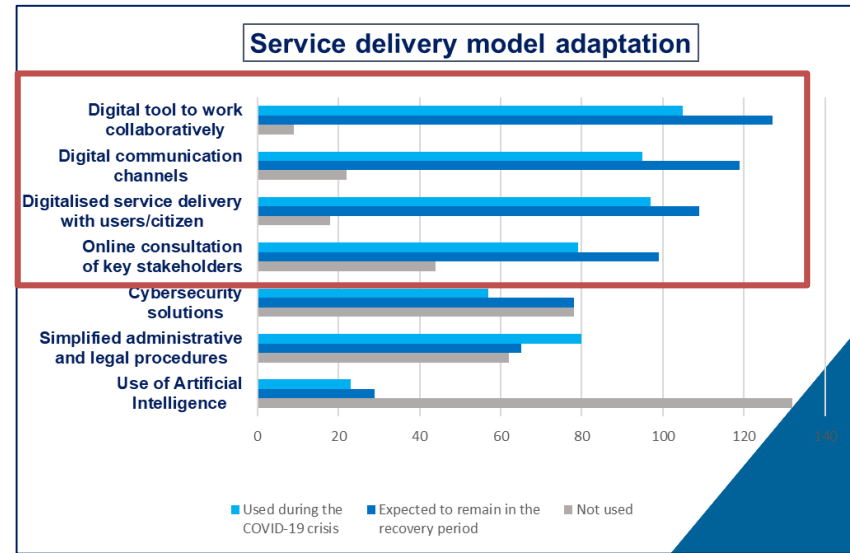 Service delivery model adaptation
Digital tool to work
collaboratively
Digital communication
channels
Digitalised service delivery
with users/citizen
Online consultation
of key stakeholders
Cybersecurity
solutions
Simplified administrative
and legal procedures
Use of Artificial
Intelligence
0 20 40 60 80 100 120 140
Used during the
COVID-19 crisis
Expected to remain in the
recovery period
Not used